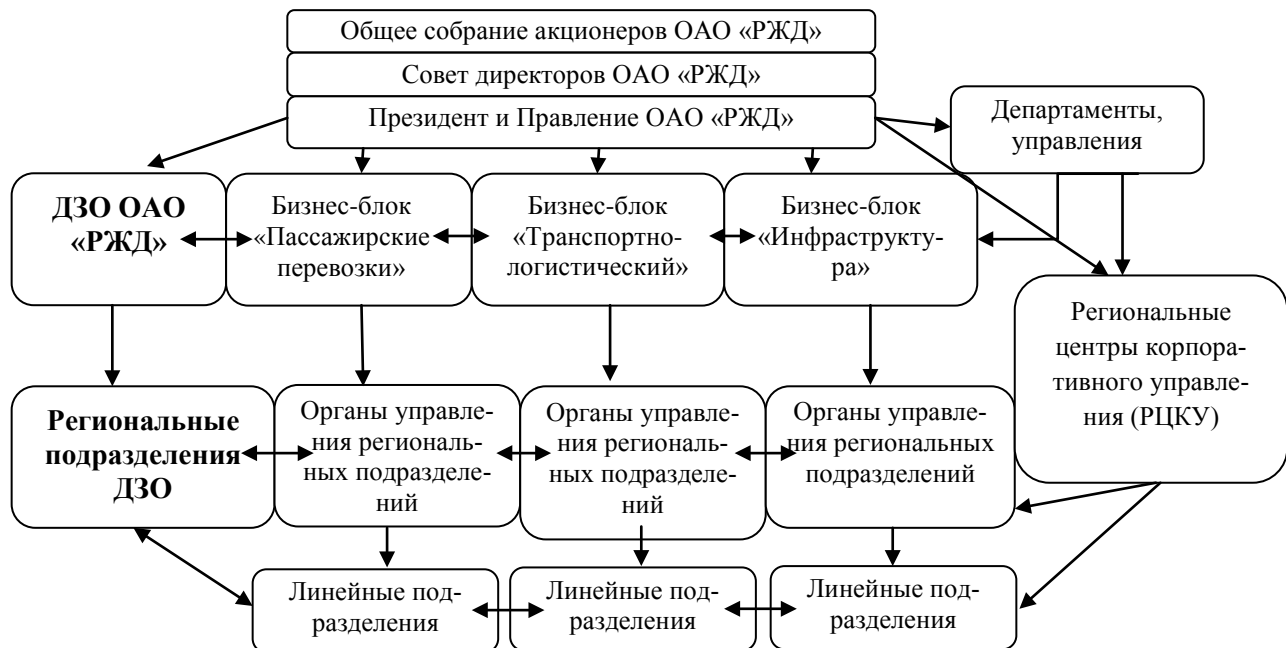 Общее собрание акционеров ОАО «РЖД»
Совет директоров ОАО «РЖД»
Президент и Правление ОАО «РЖД»
Департаменты,
управления
ДЗО ОАО
«РЖД»
Бизнес-блок
«Пассажирские
перевозки»
Бизнес-блок
«Транспортно-
логистический»
Бизнес-блок
«Инфраструкту-
ра»
Региональные
центры корпора-
тивного управле-
ния (РЦКУ)
Региональные
подразделения
ДЗО
Органы управле-
ния региональ-
ных подразделе-
ний
Органы управле-
ния региональ-
ных подразделе-
ний
Органы управле-
ния региональных
подразделений
Линейные под-
разделения
Линейные под-
разделения
Линейные под-
разделения